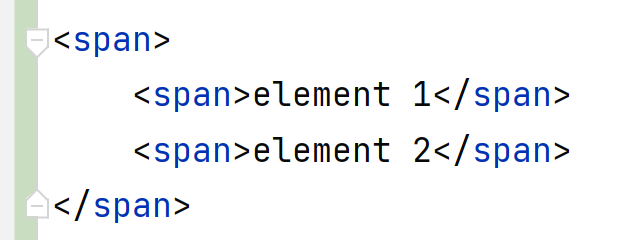 <span>
    <span>element 1</span>
    <span>element 2</span>
</span>